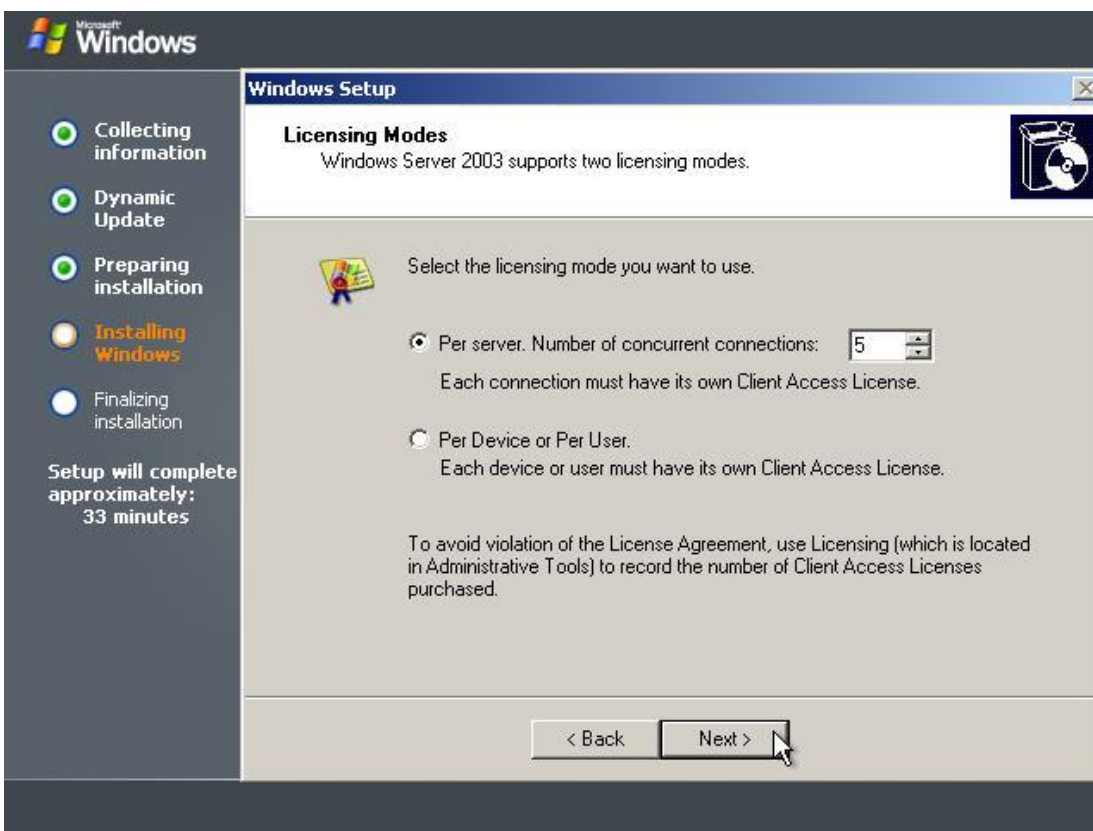 Microsoft
Windows
Collecting
information
Dynamic
Update
Preparing
installation
Installing
Windows
Finalizing
installation
Setup will complete
approximately:
33 minutes
Windows Setup
Licensing Modes
Windows Server 2003 supports two licensing modes.
Select the licensing mode you want to use.
Per server. Number of concurrent connections: 5
Each connection must have its own Client Access License.
Per Device or Per User.
Each device or user must have its own Client Access License.
To avoid violation of the License Agreement, use Licensing (which is located
in Administrative Tools) to record the number of Client Access Licenses
purchased.
< Back Next >